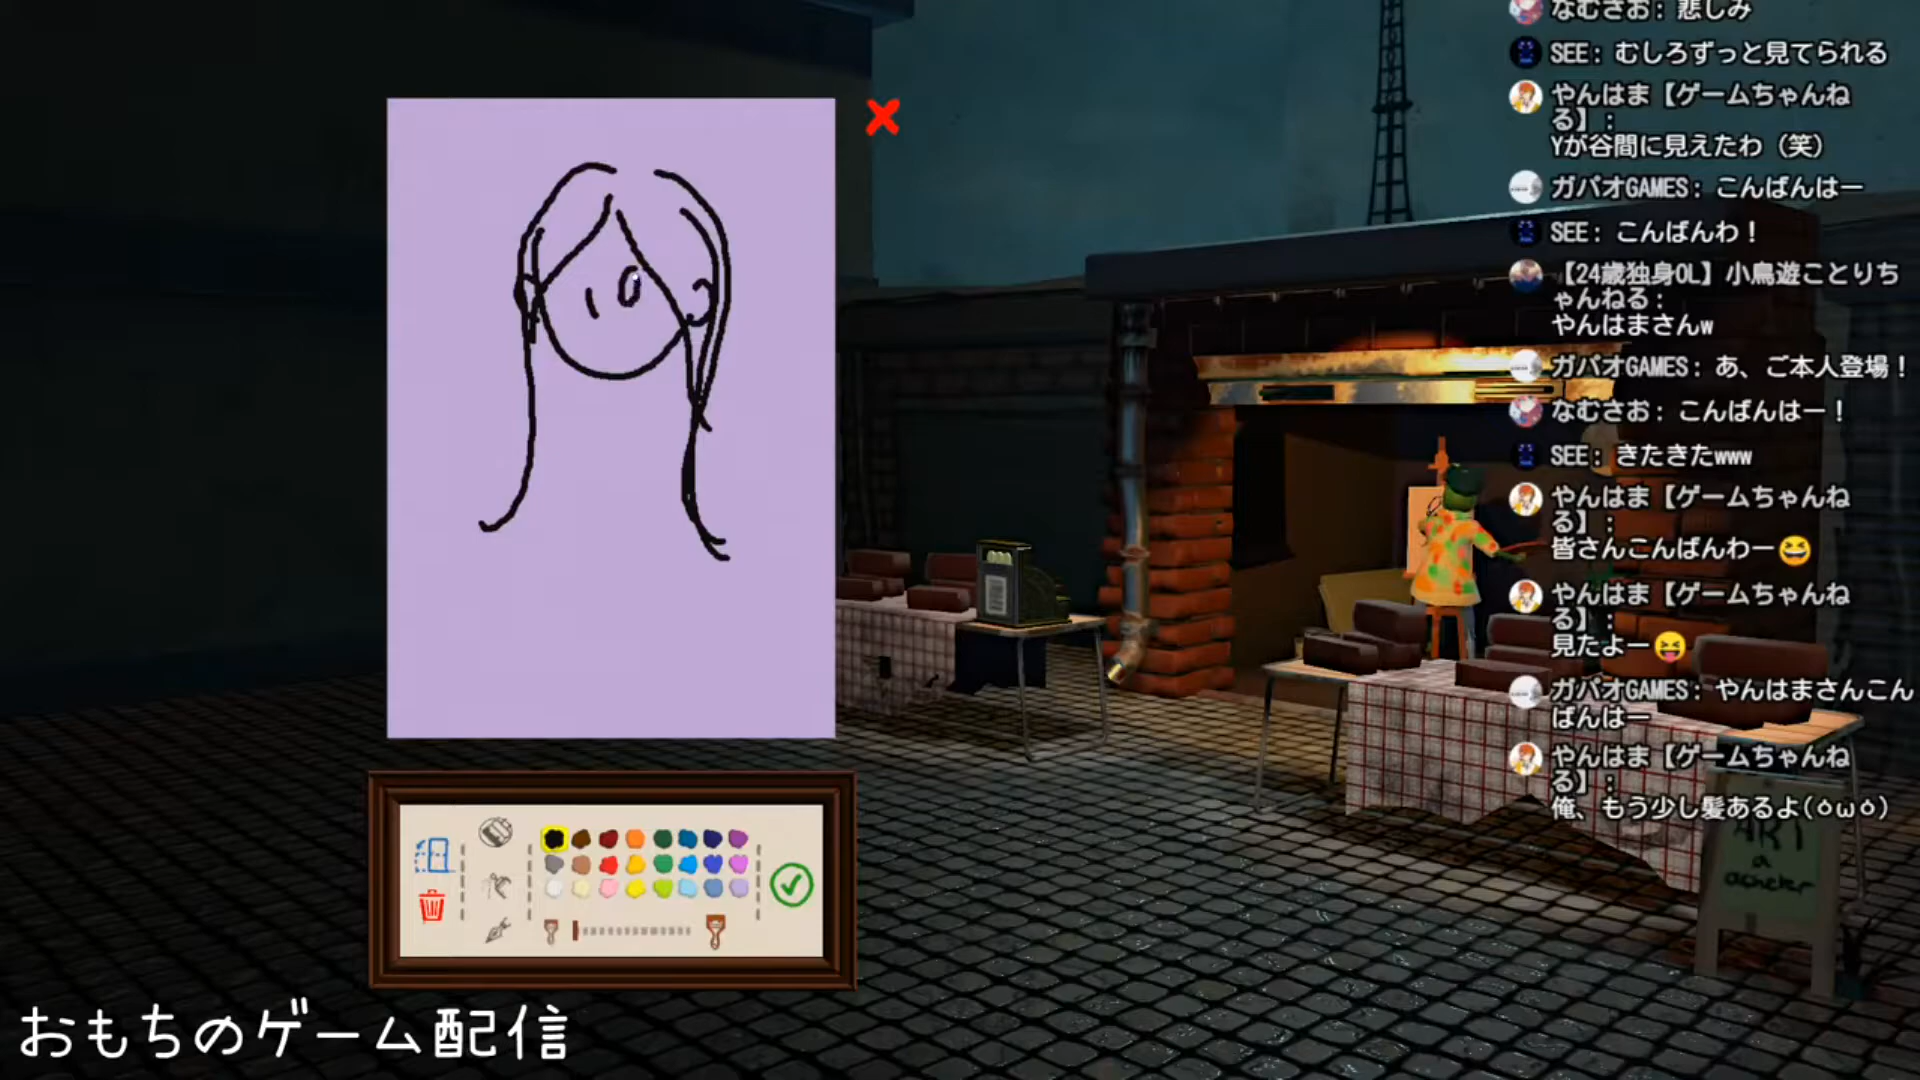 なむさお: 悲しみ
SEE: むしろずっと見てられる
やんはま【ゲームちゃんね
る】:
Yが谷間に見えたわ（笑）
ガパオGAMES: こんばんはー
SEE: こんばんわ！
【24歳独身OL】小鳥遊ことりち
ゃんねる:
やんはまさんw
ガパオGAMES: あ、ご本人登場！
なむさお: こんばんはー！
SEE: きたきたwww
やんはま【ゲームちゃんね
る】:
皆さんこんばんわー😆
やんはま【ゲームちゃんね
る】:
見たよー😝
ガパオGAMES: やんはまさんこん
ばんはー
やんはま【ゲームちゃんね
る】:
俺、もう少し髪あるよ(óωò)
ART
a
acheter
おもちのゲーム配信